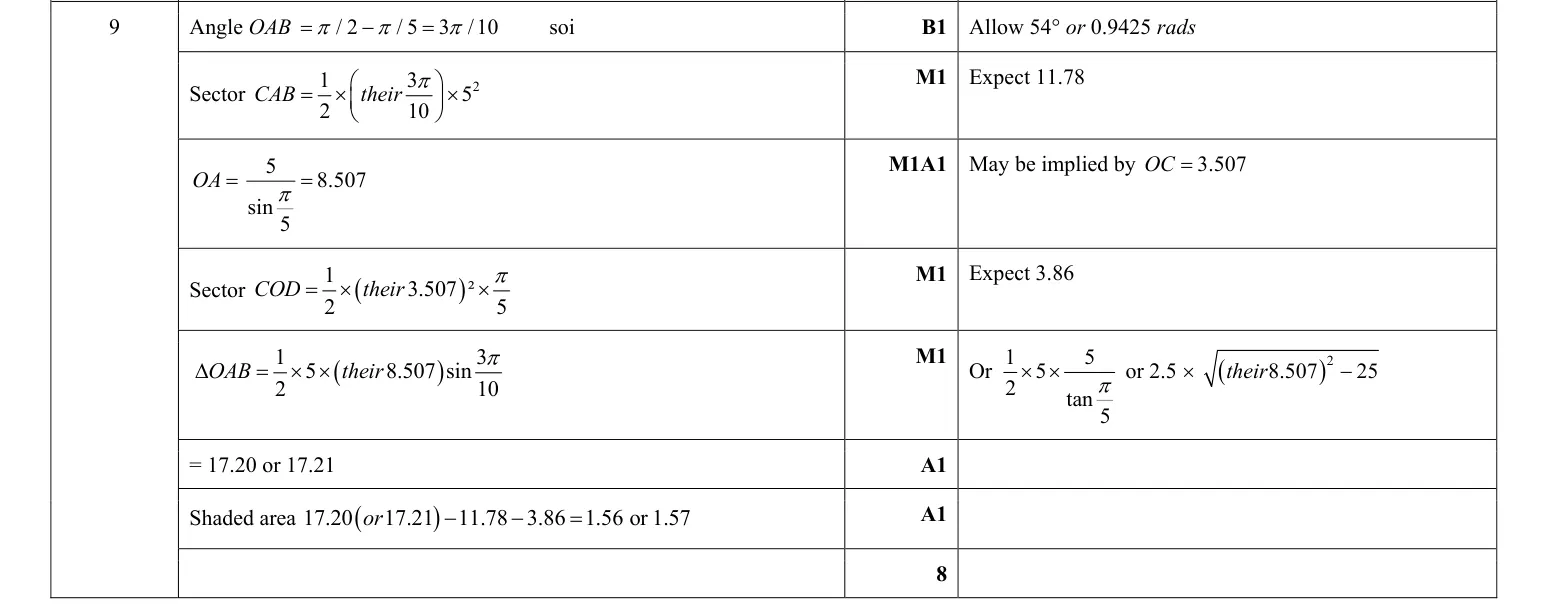 9 Angle OAB = π / 2 − π / 5 = 3π / 10 soi B1 Allow 54° or 0.9425 rads
Sector CAB = 1/2 × (their 3π/10) × 5² M1 Expect 11.78
OA = 5/(sin π/5) = 8.507 M1A1 May be implied by OC = 3.507
Sector COD = 1/2 × (their 3.507)² × π/5 M1 Expect 3.86
ΔOAB = 1/2 × 5 × (their 8.507) sin 3π/10 M1 Or 1/2 × 5 × 5/(tan π/5) or 2.5 × √((their 8.507)² − 25)
= 17.20 or 17.21 A1
Shaded area 17.20(or 17.21) − 11.78 − 3.86 = 1.56 or 1.57 A1
8